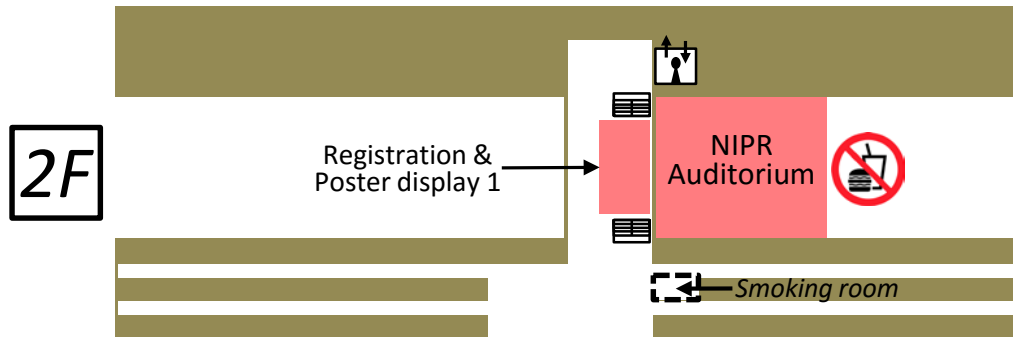 2F
Registration &
Poster display 1
NIPR
Auditorium
Smoking room